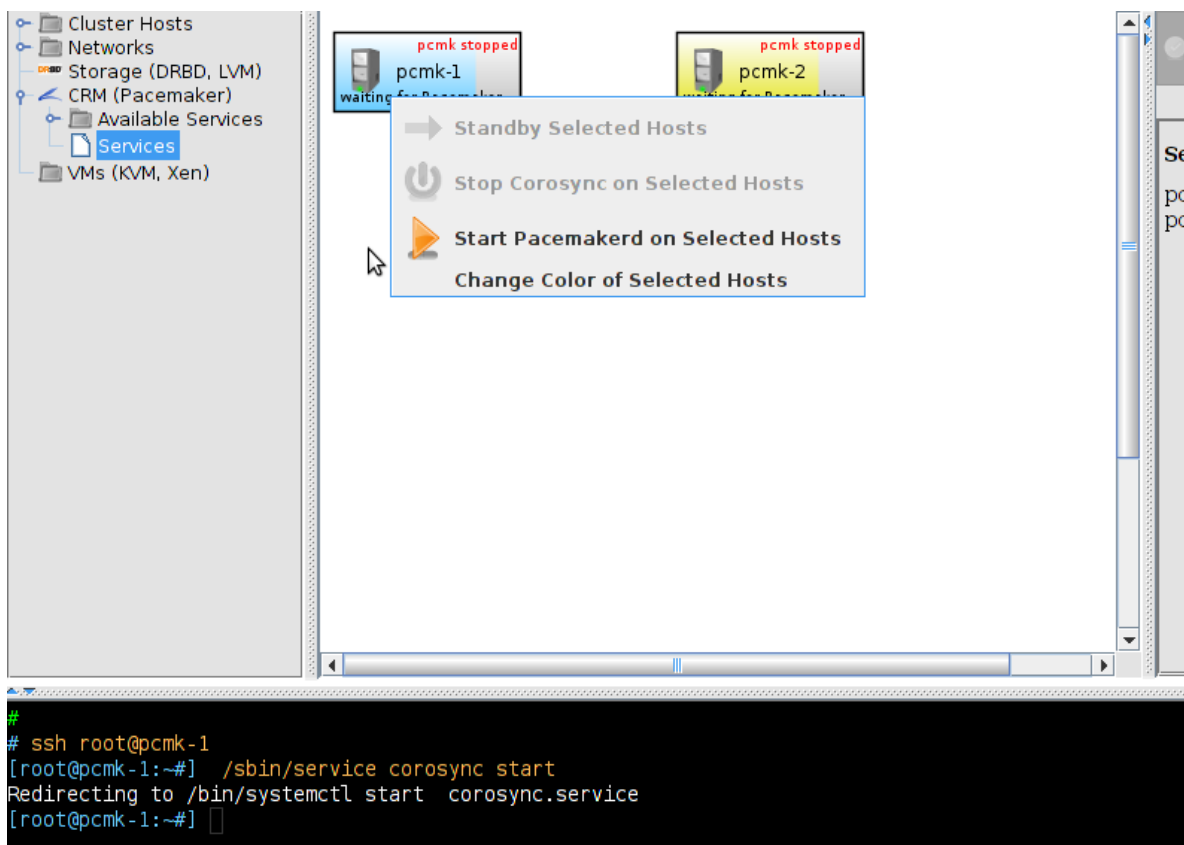 Cluster Hosts
Networks
DRBD Storage (DRBD, LVM)
CRM (Pacemaker)
Available Services
Services
VMs (KVM, Xen)
pcmk stopped
pcmk-1
pcmk stopped
pcmk-2
Standby Selected Hosts
Stop Corosync on Selected Hosts
Start Pacemakerd on Selected Hosts
Change Color of Selected Hosts
Se
pc
pc
#
# ssh root@pcmk-1
[root@pcmk-1:~#]  /sbin/service corosync start
Redirecting to /bin/systemctl start  corosync.service
[root@pcmk-1:~#]